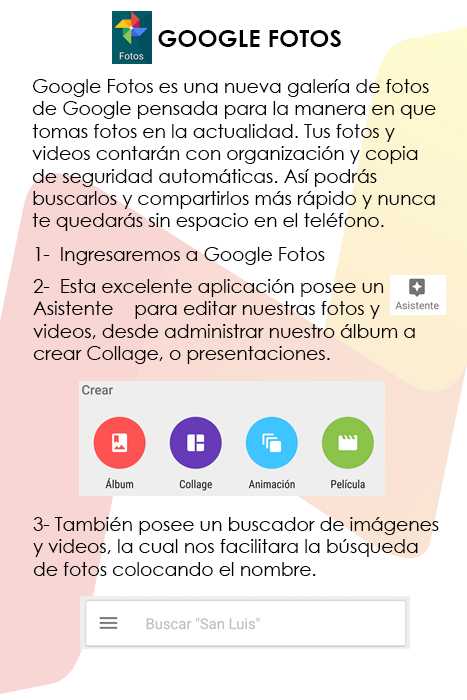 Fotos
GOOGLE FOTOS
Google Fotos es una nueva galería de fotos
de Google pensada para la manera en que
tomas fotos en la actualidad. Tus fotos y
videos contarán con organización y copia
de seguridad automáticas. Así podrás
buscarlos y compartirlos más rápido y nunca
te quedarás sin espacio en el teléfono.
1- Ingresaremos a Google Fotos
2- Esta excelente aplicación posee un
Asistente para editar nuestras fotos y
Asistente
videos, desde administrar nuestro álbum a
crear Collage, o presentaciones.
Crear
Álbum Collage Animación Película
3- También posee un buscador de imágenes
y videos, la cual nos facilitara la búsqueda
de fotos colocando el nombre.
Buscar "San Luis"